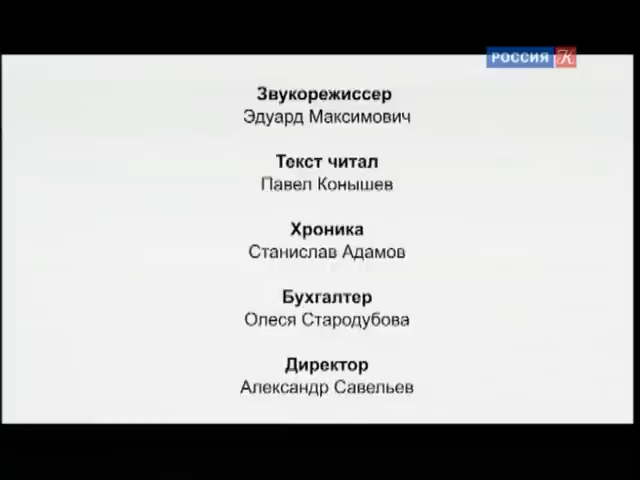 РОССИЯ К
Звукорежиссер
Эдуард Максимович
Текст читал
Павел Конышев
Хроника
Станислав Адамов
Бухгалтер
Олеся Стародубова
Директор
Александр Савельев